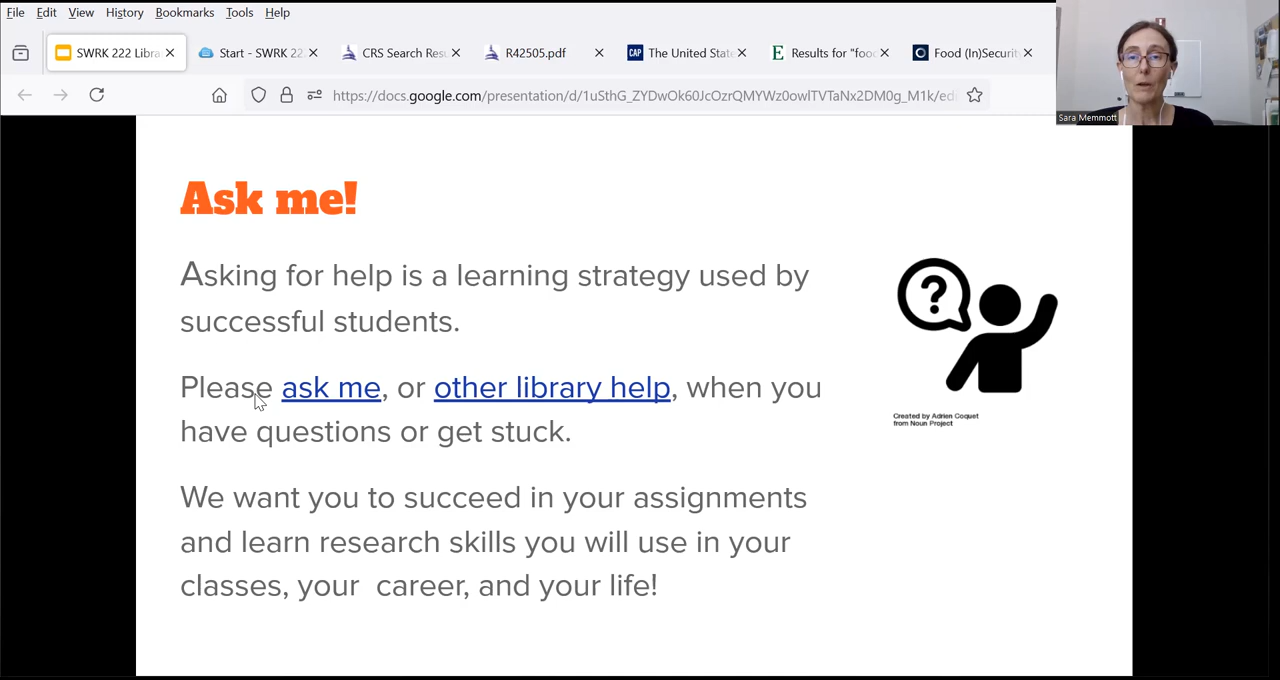 File Edit View History Bookmarks Tools Help
SWRK 222 Libra
Start - SWRK 22
CRS Search Resu
R42505.pdf
The United State
Results for "food
Food (In)Securit
https://docs.google.com/presentation/d/1uSthG_ZYDwOk60JcOzrQMYWz0owlTVTaNx2DM0g_M1k/edi
Sara Memmott
Ask me!
Asking for help is a learning strategy used by
successful students.
Please ask me, or other library help, when you
have questions or get stuck.
We want you to succeed in your assignments
and learn research skills you will use in your
classes, your  career, and your life!
?
Created by Adrien Coquet
from Noun Project
CAP
E